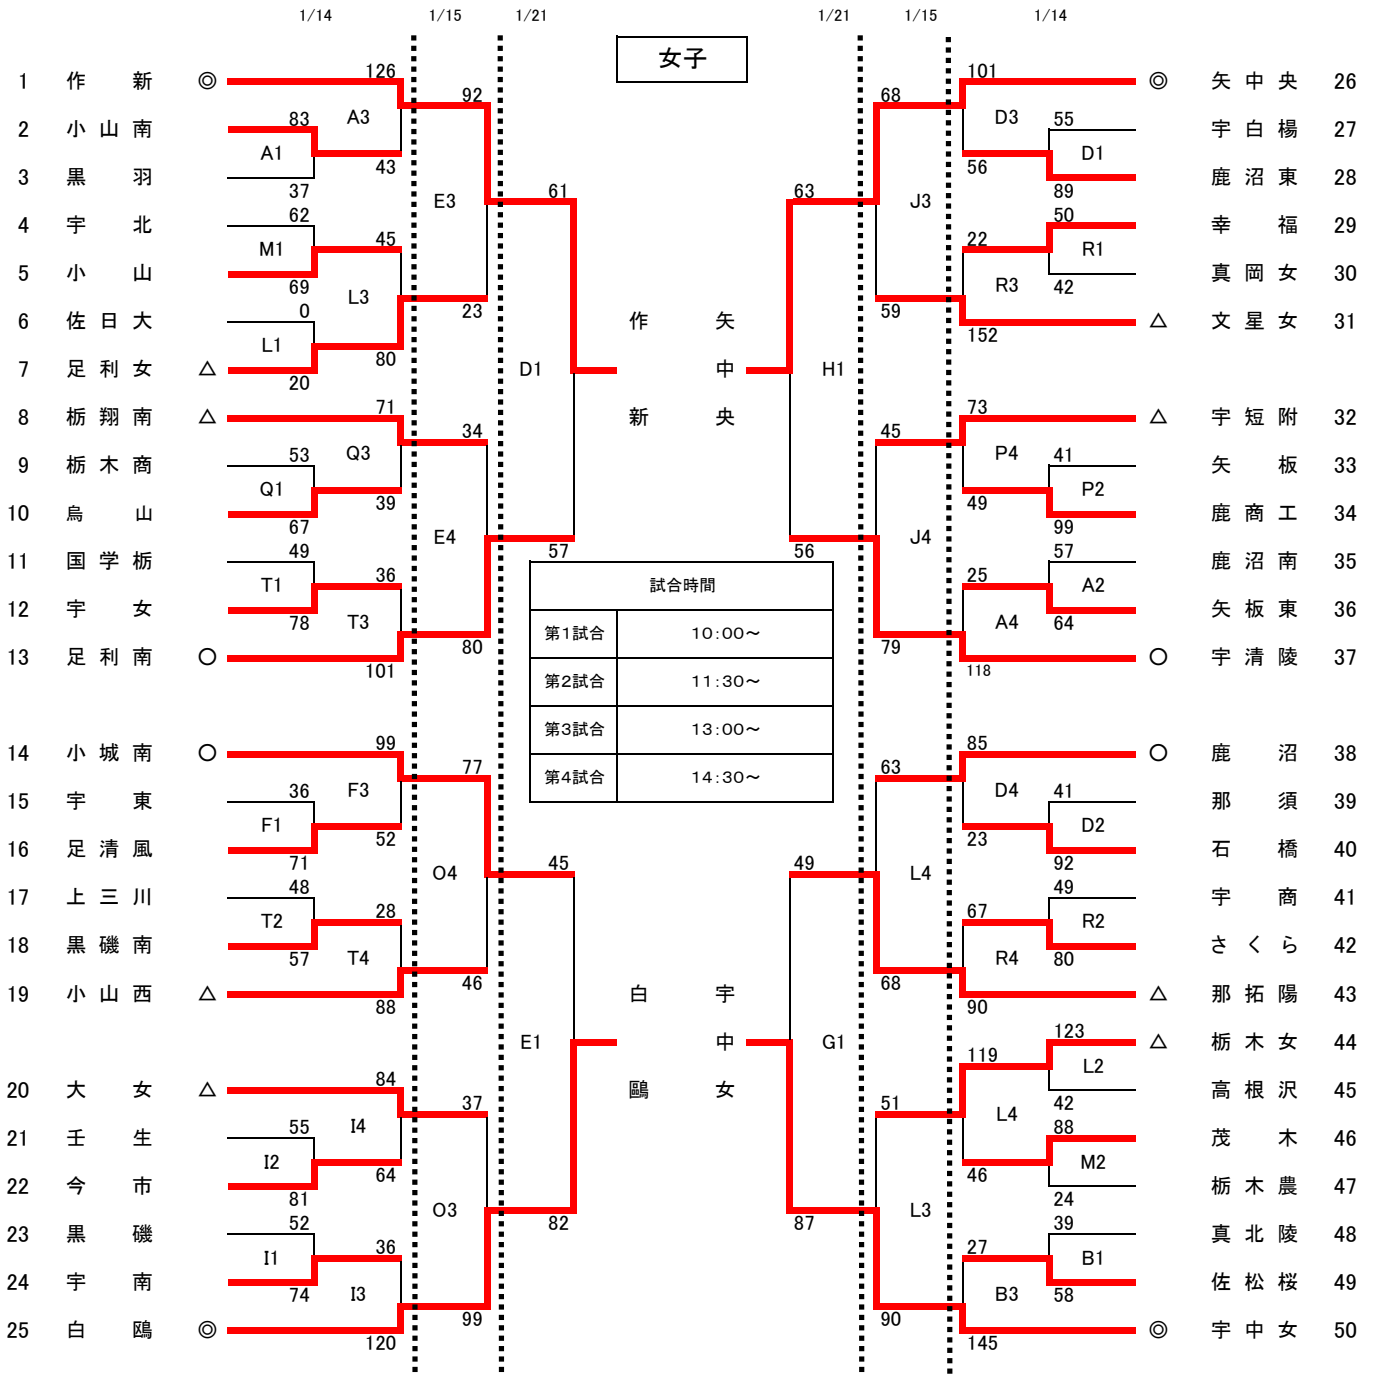 1/14 1/15 1/21 1/21 1/15 1/14
女子
126 101
1 作新 ◎ ◎ 矢中央 26
92 68
83 A3 D3 55
2 小山南 宇白楊 27
A1 D1
43 56
3 黒羽 鹿沼東 28
37 61 63 89
E3 J3
62 50
4 宇北 幸福 29
M1 45 22 R1
5 小山 真岡女 30
69 L3 R3 42
0 23 59
6 佐日大 作 矢 △ 文星女 31
152
L1 80
7 足利女 △ D1 中 H1
20
71 73
8 栃翔南 △ 新 央 △ 宇短附 32
34 45
53 Q3 P4 41
9 栃木商 矢板 33
Q1 P2
39 49
10 烏山 鹿商工 34
67 99
E4 J4
49 57 56 57
11 国学栃 鹿沼南 35
T1 36 25 A2
試合時間
12 宇女 矢板東 36
78 T3 A4 64
第1試合 10:00～
80 79
13 足利南 ○ ○ 宇清陵 37
101 118
第2試合 11:30～
第3試合 13:00～
99 85
14 小城南 ○ ○ 鹿沼 38
77 63
第4試合 14:30～
36 F3 D4 41
15 宇東 那須 39
F1 D2
52 23
16 足清風 石橋 40
71 45 49 92
O4 L4
48 49
17 上三川 宇商 41
T2 28 67 R2
18 黒磯南 さくら 42
57 T4 R4 80
46 68
19 小山西 △ 白 宇 △ 那拓陽 43
88 90
E1 中 G1
123
△ 栃木女 44
84 119 L2
20 大女 △ 鷗 女 高根沢 45
37 51 42
55 I4 L4 88
21 壬生 茂木 46
I2 M2
64 46
22 今市 栃木農 47
81 24
O3 L3
52 82 87 39
23 黒磯 真北陵 48
I1 36 27 B1
24 宇南 佐松桜 49
74 I3 B3 58
99 90
25 白鴎 ◎ ◎ 宇中女 50
120 145